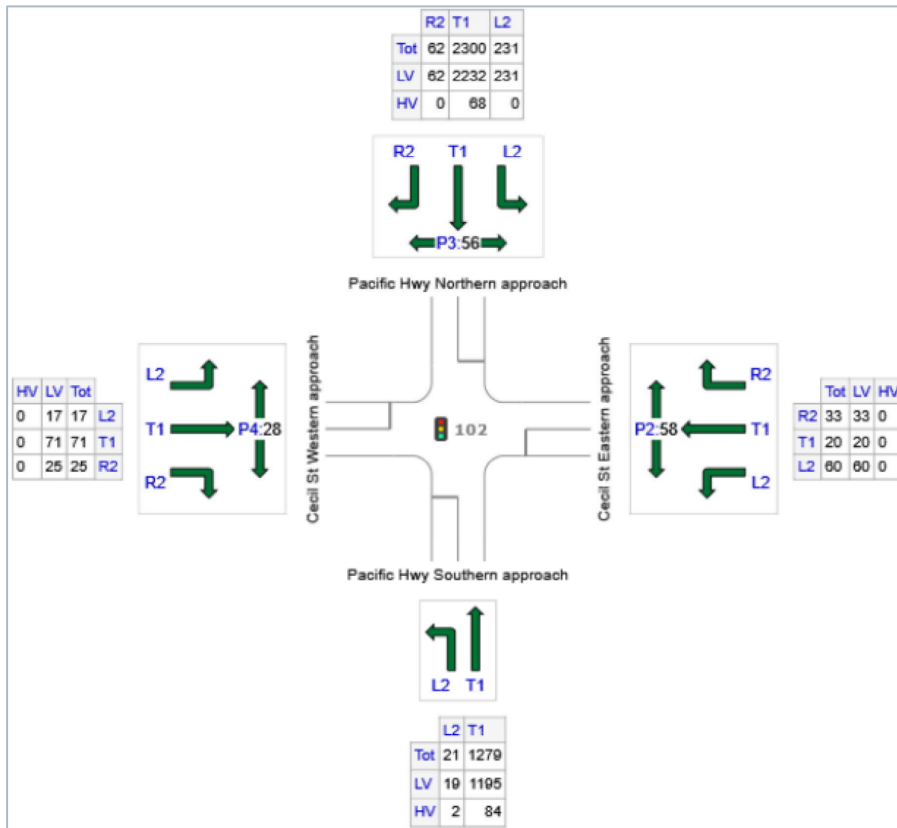 R2 T1 L2
Tot 62 2300 231
LV 62 2232 231
HV 0 68 0
R2 T1 L2
P3:56
Pacific Hwy Northern approach
HV LV Tot
0 17 17 L2
0 71 71 T1
0 25 25 R2
L2
T1 P4:28
R2
Cecil St Western approach
102
Cecil St Eastern approach
R2
P2:58 T1
L2
Tot LV HV
R2 33 33 0
T1 20 20 0
L2 60 60 0
Pacific Hwy Southern approach
L2 T1
L2 T1
Tot 21 1279
LV 19 1195
HV 2 84